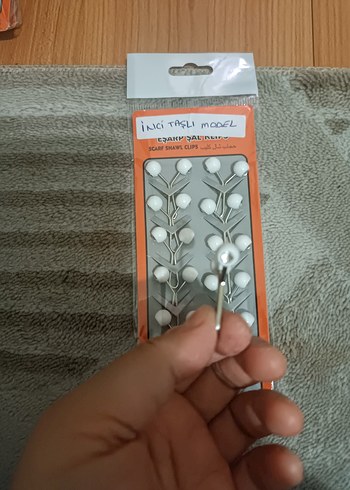 İNCİ TAŞLI MODEL
EŞARP ŞAL KLİPS
SCARF SHAWL CLIPS